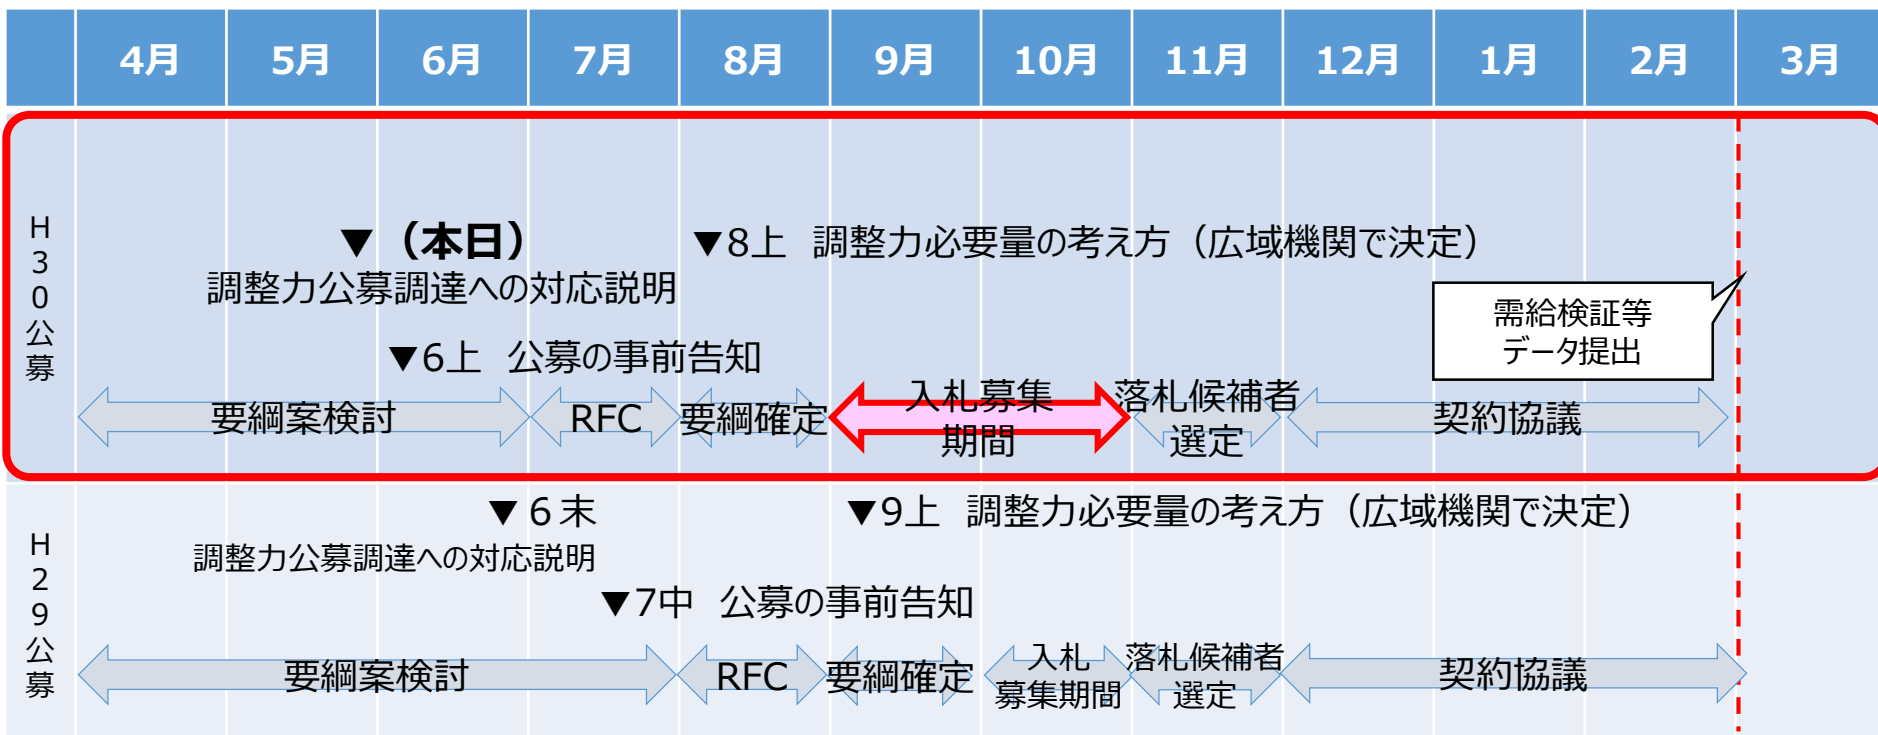 4月 5月 6月 7月 8月 9月 10月 11月 12月 1月 2月 3月
H30公募
▼（本日）
調整力公募調達への対応説明
▼8上　調整力必要量の考え方（広域機関で決定）
需給検証等
データ提出
▼6上　公募の事前告知
要綱案検討
RFC
要綱確定
入札募集
期間
落札候補者
選定
契約協議
H29公募
▼６末
調整力公募調達への対応説明
▼9上　調整力必要量の考え方（広域機関で決定）
▼7中　公募の事前告知
要綱案検討
RFC
要綱確定
入札
募集期間
落札候補者
選定
契約協議